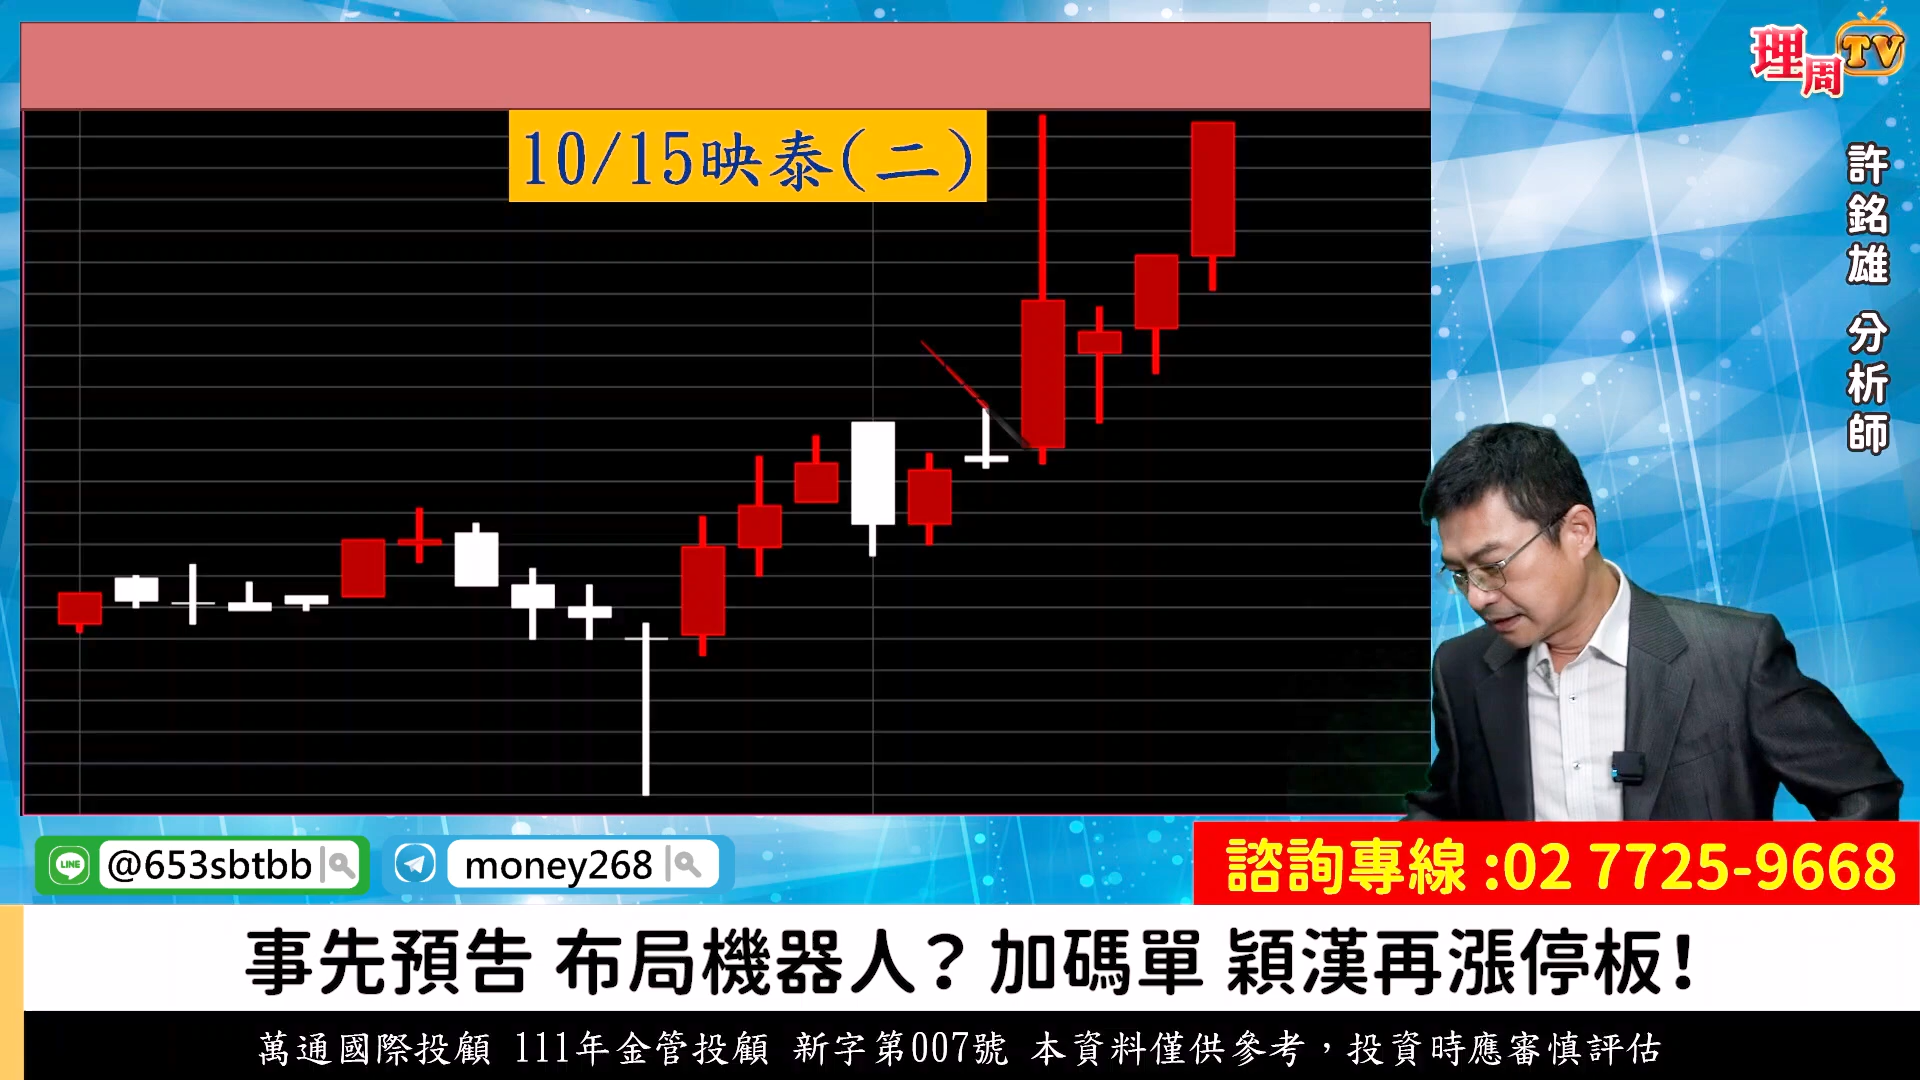 10/15映泰(二)
理周TV
許銘雄 分析師
LINE @653sbtbb
money268
諮詢專線:02 7725-9668
事先預告 布局機器人? 加碼單 穎漢再漲停板!
萬通國際投顧 111年金管投顧 新字第007號 本資料僅供參考,投資時應審慎評估